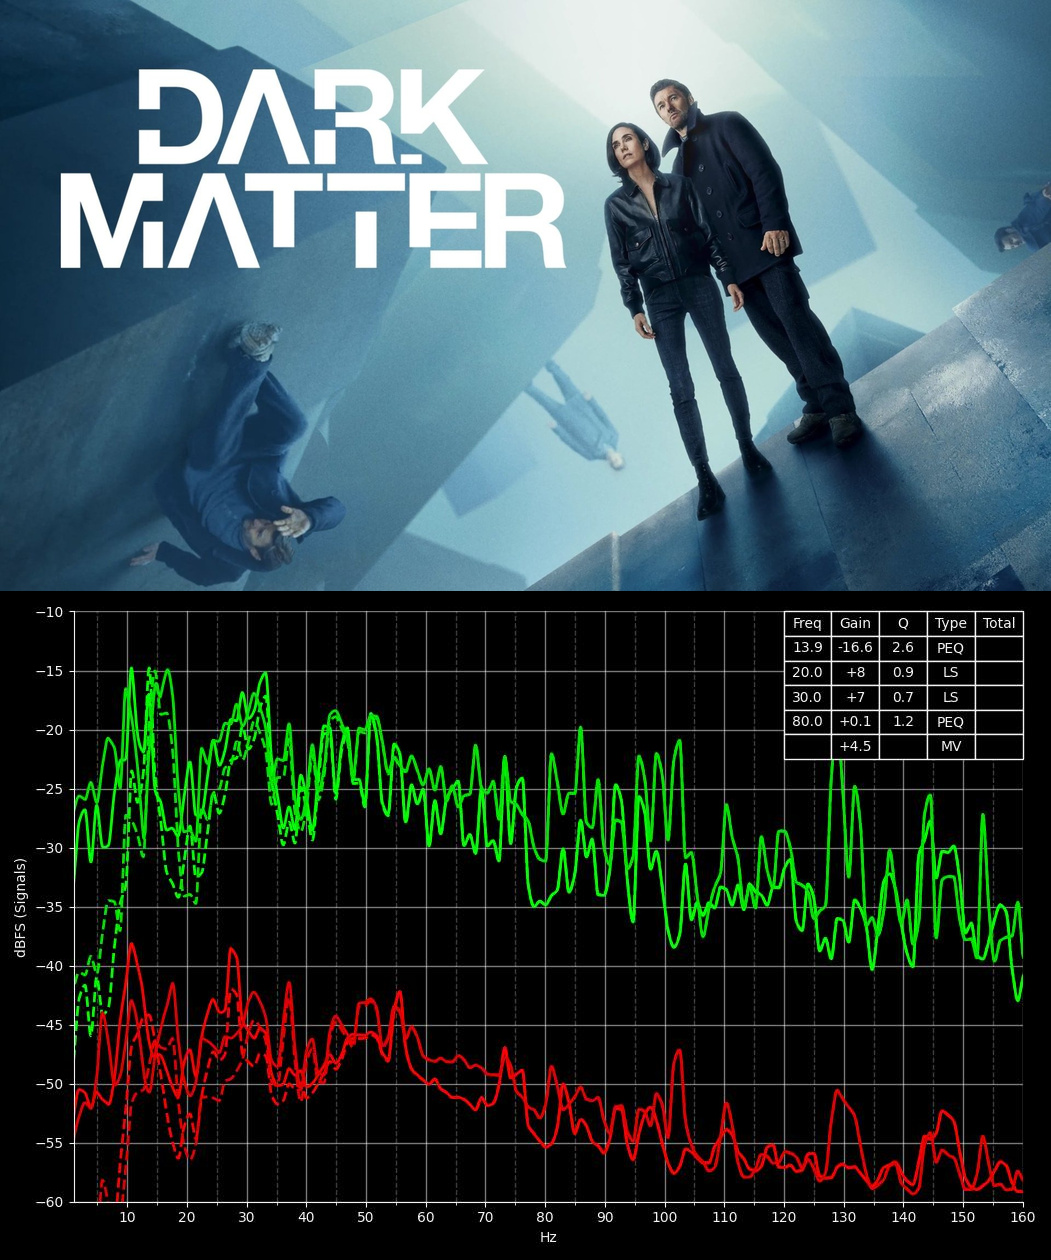 DARK
MATTER
Freq Gain Q Type Total
13.9 -16.6 2.6 PEQ
20.0 +8 0.9 LS
30.0 +7 0.7 LS
80.0 +0.1 1.2 PEQ
+4.5 MV
−10
−15
−20
−25
−30
−35
−40
−45
−50
−55
−60
dBFS (Signals)
10 20 30 40 50 60 70 80 90 100 110 120 130 140 150 160
Hz